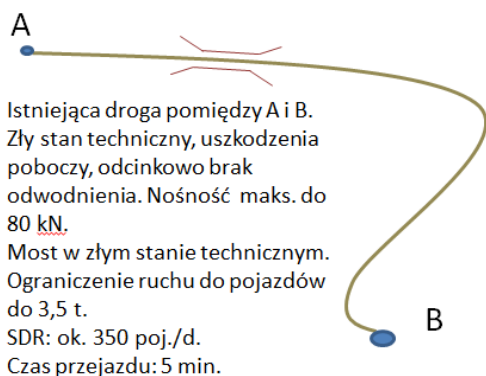 A
Istniejąca droga pomiędzy A i B.
Zły stan techniczny, uszkodzenia
poboczy, odcinkowo brak
odwodnienia. Nośność maks. do
80 kN.
Most w złym stanie technicznym.
Ograniczenie ruchu do pojazdów
do 3,5 t.
SDR: ok. 350 poj./d.
Czas przejazdu: 5 min.
B